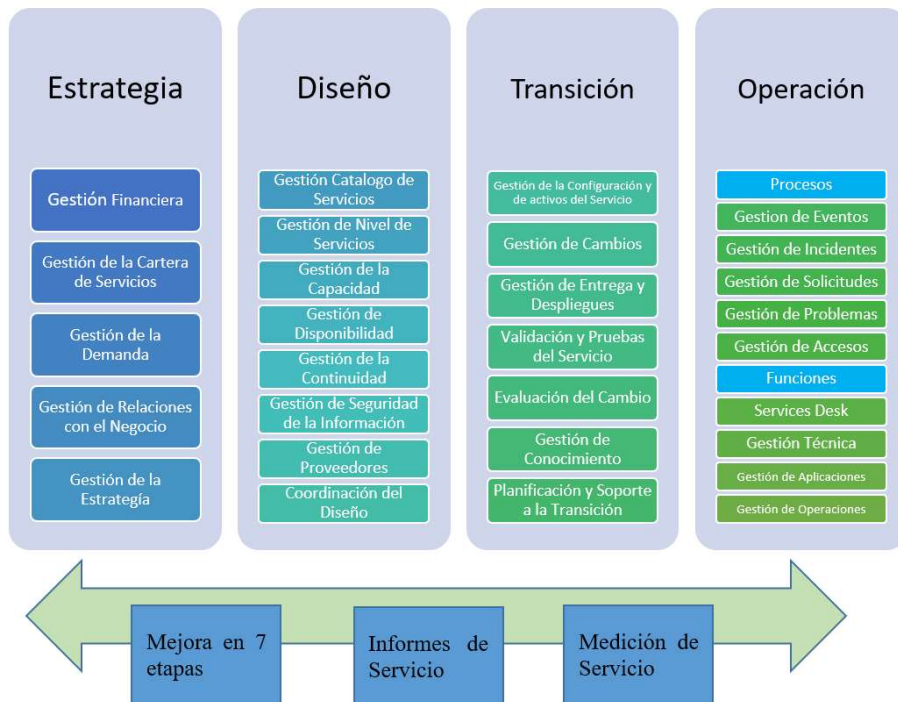 Estrategia
Gestión Financiera
Gestión de la Cartera
de Servicios
Gestión de la
Demanda
Gestión de Relaciones
con el Negocio
Gestión de la
Estrategía
Diseño
Gestión Catalogo de
Servicios
Gestión de Nivel de
Servicios
Gestión de la
Capacidad
Gestión de
Disponibilidad
Gestión de la
Continuidad
Gestión de Seguridad
de la Información
Gestión de
Proveedores
Coordinación del
Diseño
Transición
Gestión de la Configuración y
de activos del Servicio
Gestión de Cambios
Gestión de Entrega y
Despliegues
Validación y Pruebas
del Servicio
Evaluación del Cambio
Gestión de
Conocimiento
Planificación y Soporte
a la Transición
Operación
Procesos
Gestion de Eventos
Gestión de Incidentes
Gestión de Solicitudes
Gestión de Problemas
Gestión de Accesos
Funciones
Services Desk
Gestión Técnica
Gestión de Aplicaciones
Gestión de Operaciones
Mejora en 7
etapas
Informes de
Servicio
Medición de
Servicio